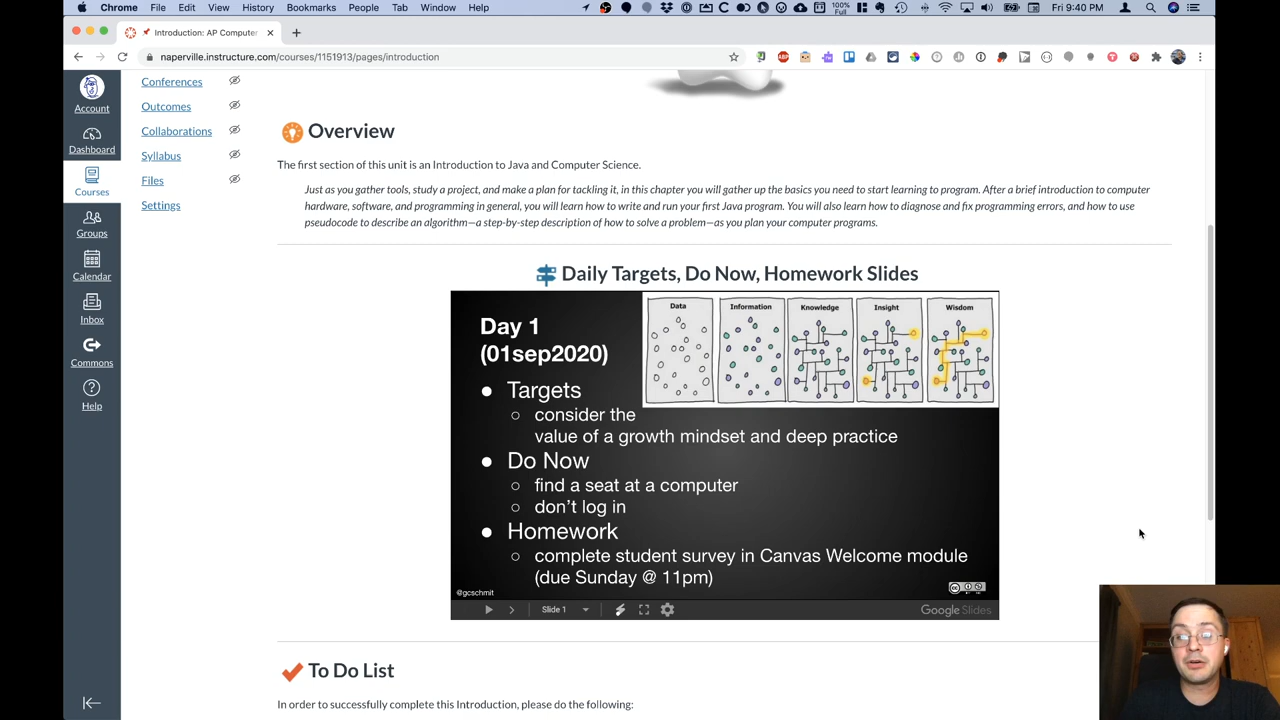 Chrome File Edit View History Bookmarks People Tab Window Help
100% Full
Fri 9:40 PM
Introduction: AP Computer
naperville.instructure.com/courses/1151913/pages/introduction
Account
Dashboard
Courses
Groups
Calendar
Inbox
Commons
Help
Conferences
Outcomes
Collaborations
Syllabus
Files
Settings
Overview
The first section of this unit is an Introduction to Java and Computer Science.
Just as you gather tools, study a project, and make a plan for tackling it, in this chapter you will gather up the basics you need to start learning to program. After a brief introduction to computer
hardware, software, and programming in general, you will learn how to write and run your first Java program. You will also learn how to diagnose and fix programming errors, and how to use
pseudocode to describe an algorithm—a step-by-step description of how to solve a problem—as you plan your computer programs.
Daily Targets, Do Now, Homework Slides
Data Information Knowledge Insight Wisdom
Day 1
(01sep2020)
● Targets
○ consider the
value of a growth mindset and deep practice
● Do Now
○ find a seat at a computer
○ don't log in
● Homework
○ complete student survey in Canvas Welcome module
(due Sunday @ 11pm)
@gcschmit
Slide 1
Google Slides
To Do List
In order to successfully complete this Introduction, please do the following: